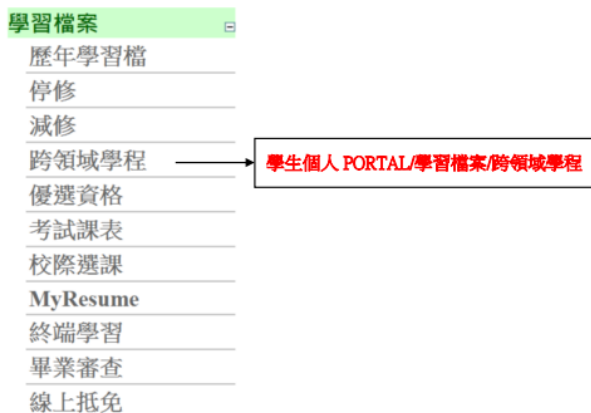 學習檔案
歷年學習檔
停修
減修
跨領域學程
學生個人 PORTAL/學習檔案/跨領域學程
優選資格
考試課表
校際選課
MyResume
終端學習
畢業審查
線上抵免